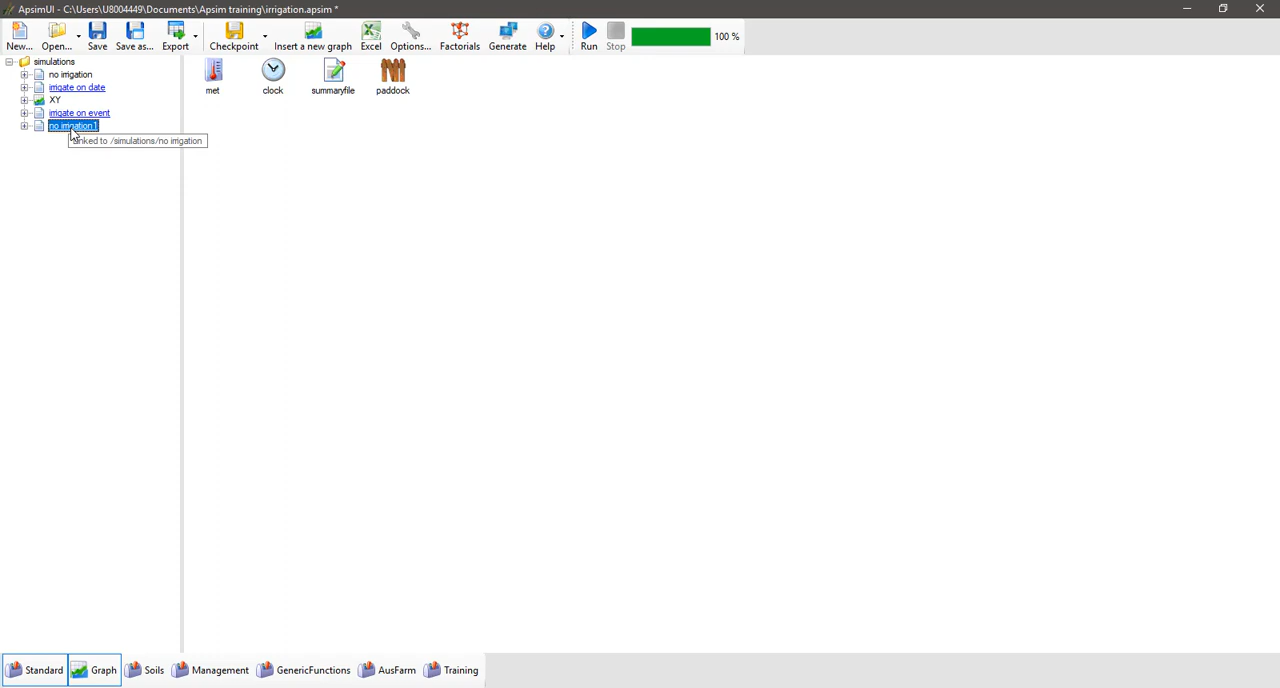 ApsimUI - C:\Users\U8004449\Documents\Apsim training\irrigation.apsim *
New... Open... Save Save as... Export Checkpoint Insert a new graph Excel Options... Factorials Generate Help Run Stop 100 %
simulations
no irrigation
irrigate on date
XY
irrigate on event
no irrigation1
Linked to /simulations/no irrigation
met clock summaryfile paddock
Standard Graph Soils Management GenericFunctions AusFarm Training